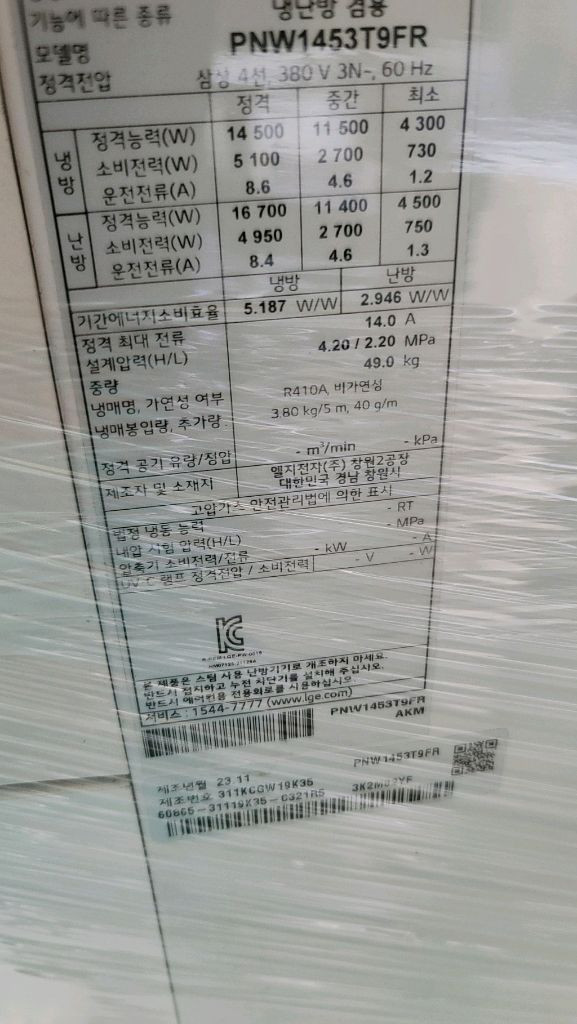 기능에 따른 종류 냉난방 겸용
모델명 PNW1453T9FR
정격전압 삼상 4선, 380 V 3N~, 60 Hz
정격 중간 최소
냉방 정격능력(W) 14 500 11 500 4 300
소비전력(W) 5 100 2 700 730
운전전류(A) 8.6 4.6 1.2
난방 정격능력(W) 16 700 11 400 4 500
소비전력(W) 4 950 2 700 750
운전전류(A) 8.4 4.6 1.3
냉방 난방
기간에너지소비효율 5.187 W/W 2.946 W/W
정격 최대 전류 14.0 A
설계압력(H/L) 4.20 / 2.20 MPa
중량 49.0 kg
냉매명, 가연성 여부 R410A, 비가연성
냉매봉입량, 추가량 3.80 kg/5 m, 40 g/m
정격 공기 유량/정압 - m³/min - kPa
제조자 및 소재지 엘지전자(주) 창원2공장
대한민국 경남 창원시
고압가스 안전관리법에 의한 표시
법정 냉동 능력 - RT
내압 시험 압력(H/L) - MPa
압축기 소비전력/전류 - kW - A
UV-C 램프 정격전압 / 소비전력 - V - W
본 제품은 스팀 사용 난방기기로 개조하지 마세요.
반드시 접지하고 누전 차단기를 설치해 주십시오.
반드시 에어컨을 전용회로를 사용하십시오.
서비스 : 1544-7777 (www.lge.com)
PNW1453T9FR
AKM
PNW1453T9FR
제조년월 23.11
제조번호 311KCGW19K35